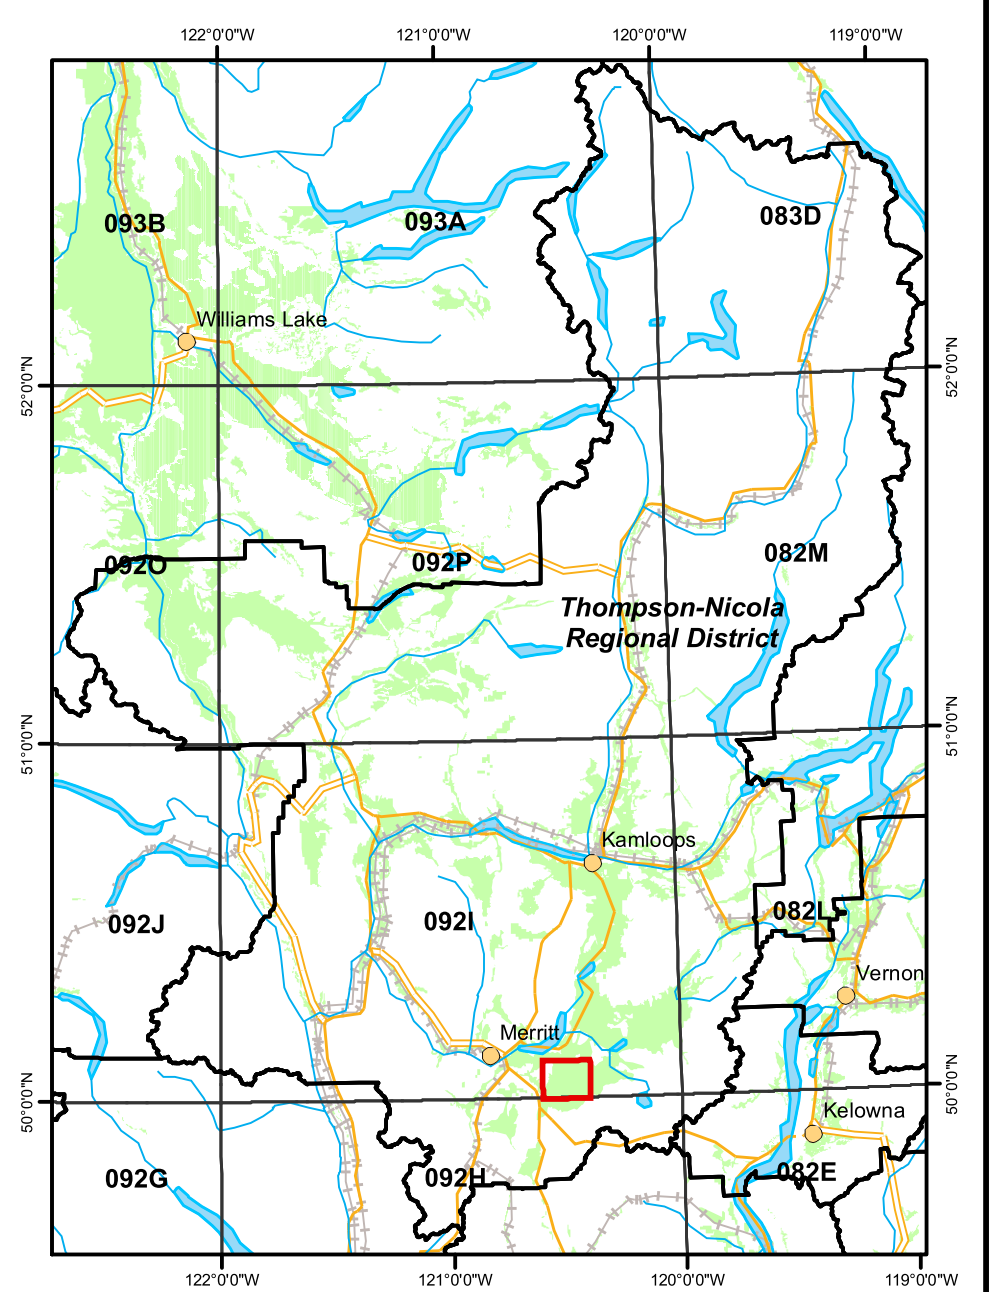 122°0'0"W
121°0'0"W
120°0'0"W
119°0'0"W
093B
093A
083D
Williams Lake
52°0'0"N
52°0'0"N
092O
092P
082M
Thompson-Nicola
Regional District
51°0'0"N
51°0'0"N
Kamloops
092J
092I
082L
Vernon
Merritt
50°0'0"N
50°0'0"N
Kelowna
092G
092H
082E
122°0'0"W
121°0'0"W
120°0'0"W
119°0'0"W